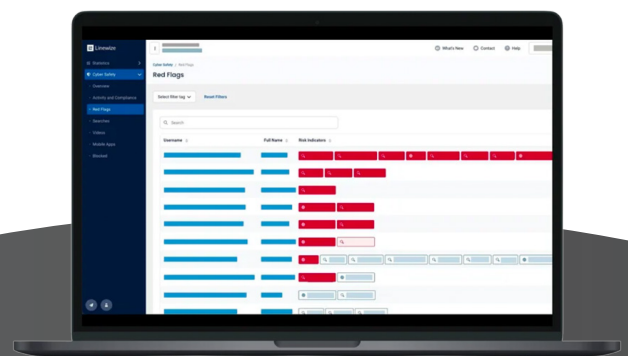 Linewize
What's New
Contact
Help
Statistics
Cyber Safety
Cyber Safety / Red Flags
Overview
Red Flags
Activity and Compliance
Select filter tag
Reset Filters
Red Flags
Searches
Videos
Search
Mobile Apps
Blocked
Username
Full Name
Risk Indicators